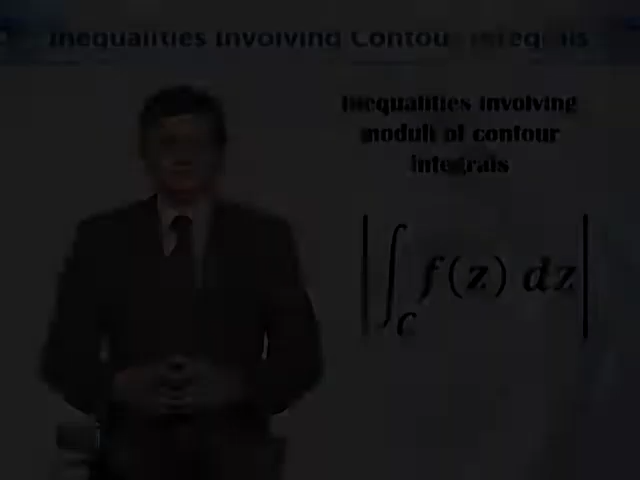 Inequalities Involving Contour Integrals
Inequalities involving
moduli of contour
integrals
|∫_C f(z) dz|